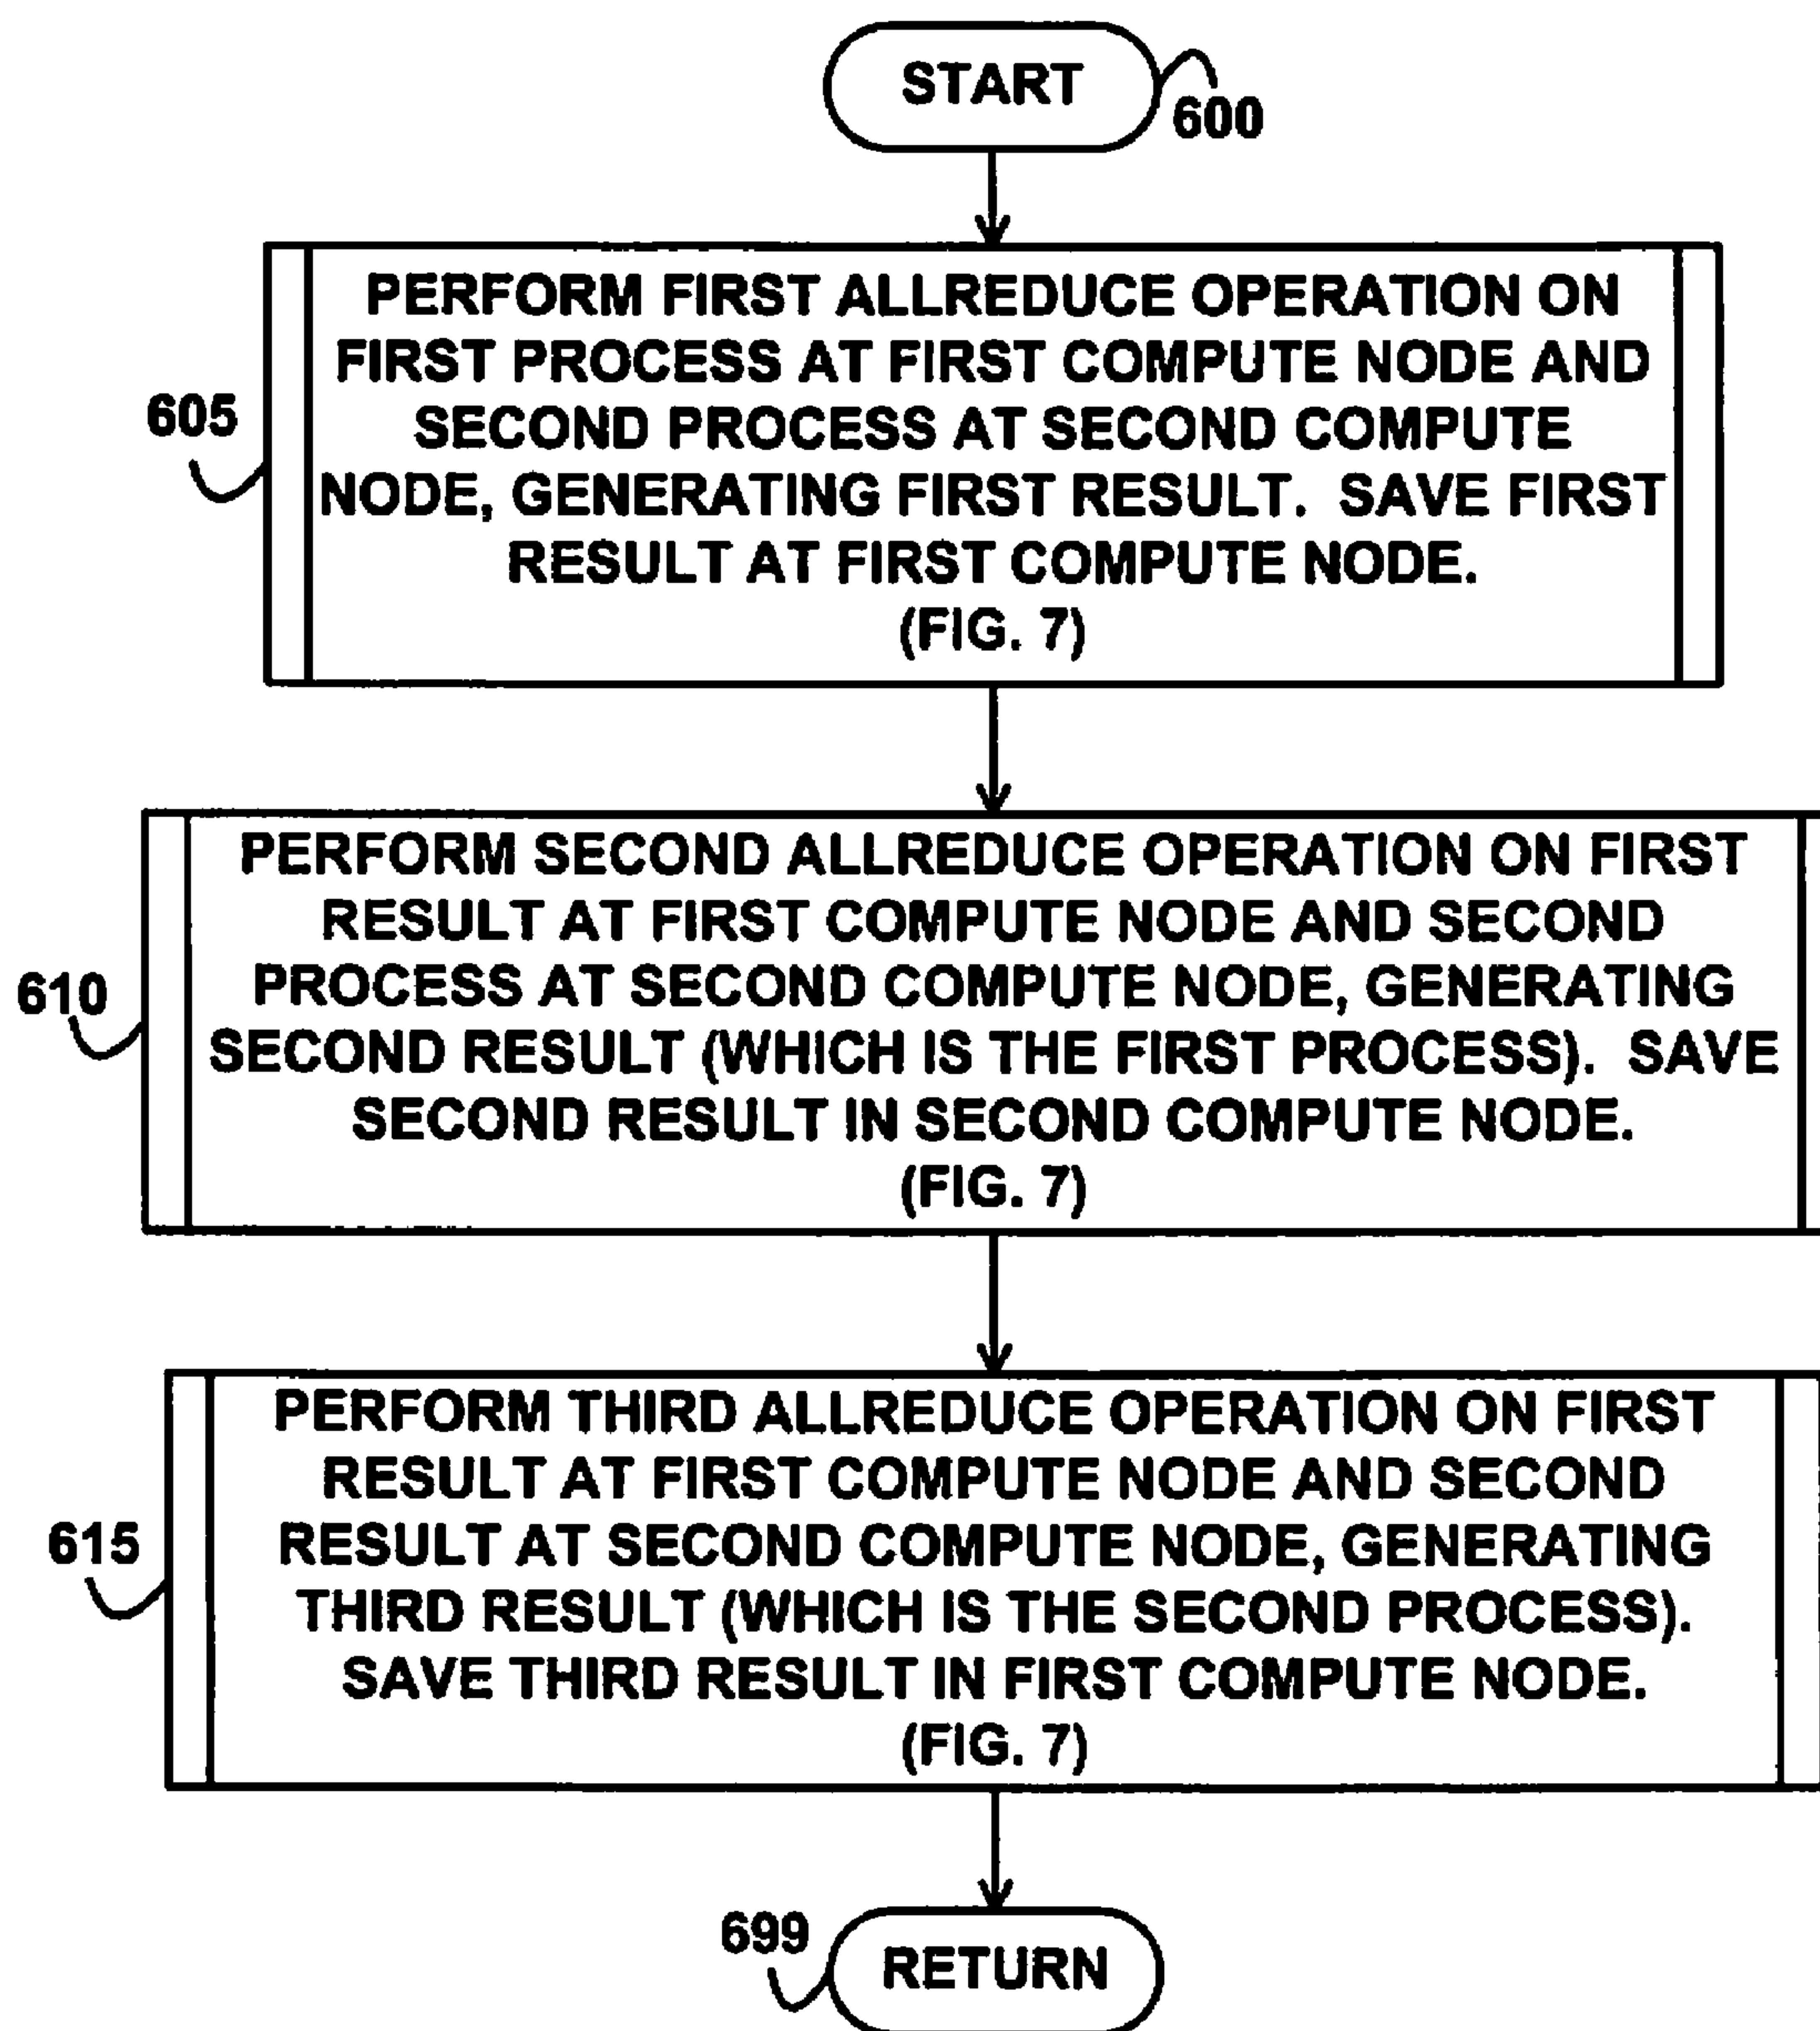 START
600
PERFORM FIRST ALLREDUCE OPERATION ON
FIRST PROCESS AT FIRST COMPUTE NODE AND
SECOND PROCESS AT SECOND COMPUTE
NODE, GENERATING FIRST RESULT. SAVE FIRST
RESULT AT FIRST COMPUTE NODE.
(FIG. 7)
605
PERFORM SECOND ALLREDUCE OPERATION ON FIRST
RESULT AT FIRST COMPUTE NODE AND SECOND
PROCESS AT SECOND COMPUTE NODE, GENERATING
SECOND RESULT (WHICH IS THE FIRST PROCESS). SAVE
SECOND RESULT IN SECOND COMPUTE NODE.
(FIG. 7)
610
PERFORM THIRD ALLREDUCE OPERATION ON FIRST
RESULT AT FIRST COMPUTE NODE AND SECOND
RESULT AT SECOND COMPUTE NODE, GENERATING
THIRD RESULT (WHICH IS THE SECOND PROCESS).
SAVE THIRD RESULT IN FIRST COMPUTE NODE.
(FIG. 7)
615
699
RETURN